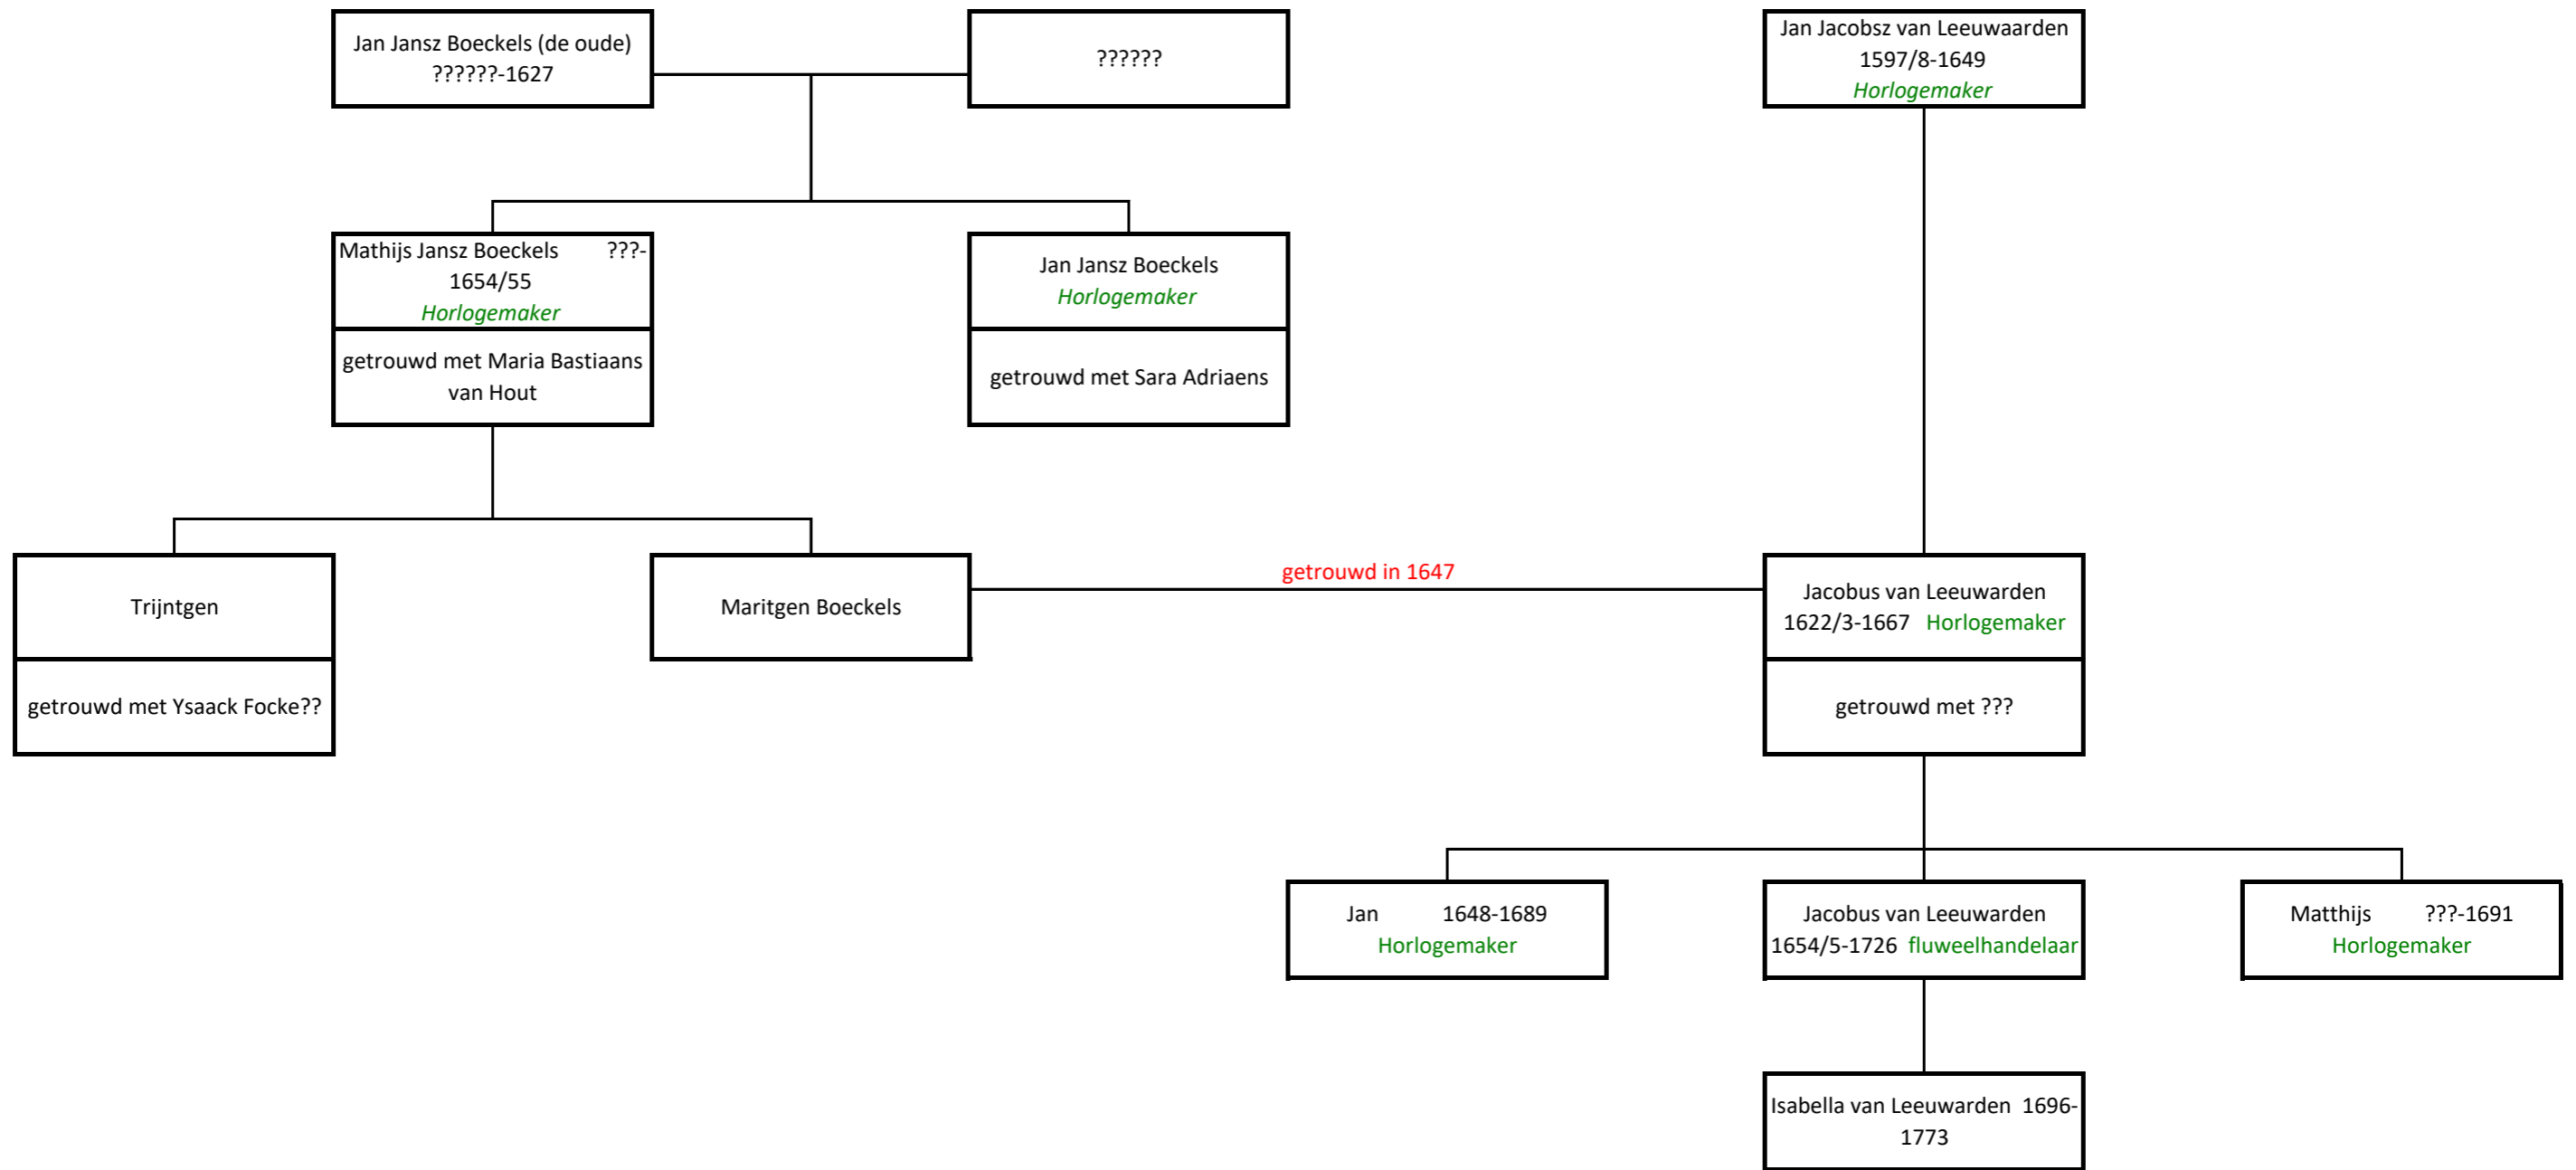 Jan Jansz Boeckels (de oude)
??????-1627
??????
Jan Jacobsz van Leeuwaarden
1597/8-1649
Horlogemaker
Mathijs Jansz Boeckels ???-
1654/55
Horlogemaker
getrouwd met Maria Bastiaans
van Hout
Jan Jansz Boeckels
Horlogemaker
getrouwd met Sara Adriaens
Trijntgen
getrouwd met Ysaack Focke??
Maritgen Boeckels
getrouwd in 1647
Jacobus van Leeuwarden
1622/3-1667 Horlogemaker
getrouwd met ???
Jan 1648-1689
Horlogemaker
Jacobus van Leeuwarden
1654/5-1726 fluweelhandelaar
Matthijs ???-1691
Horlogemaker
Isabella van Leeuwarden 1696-
1773